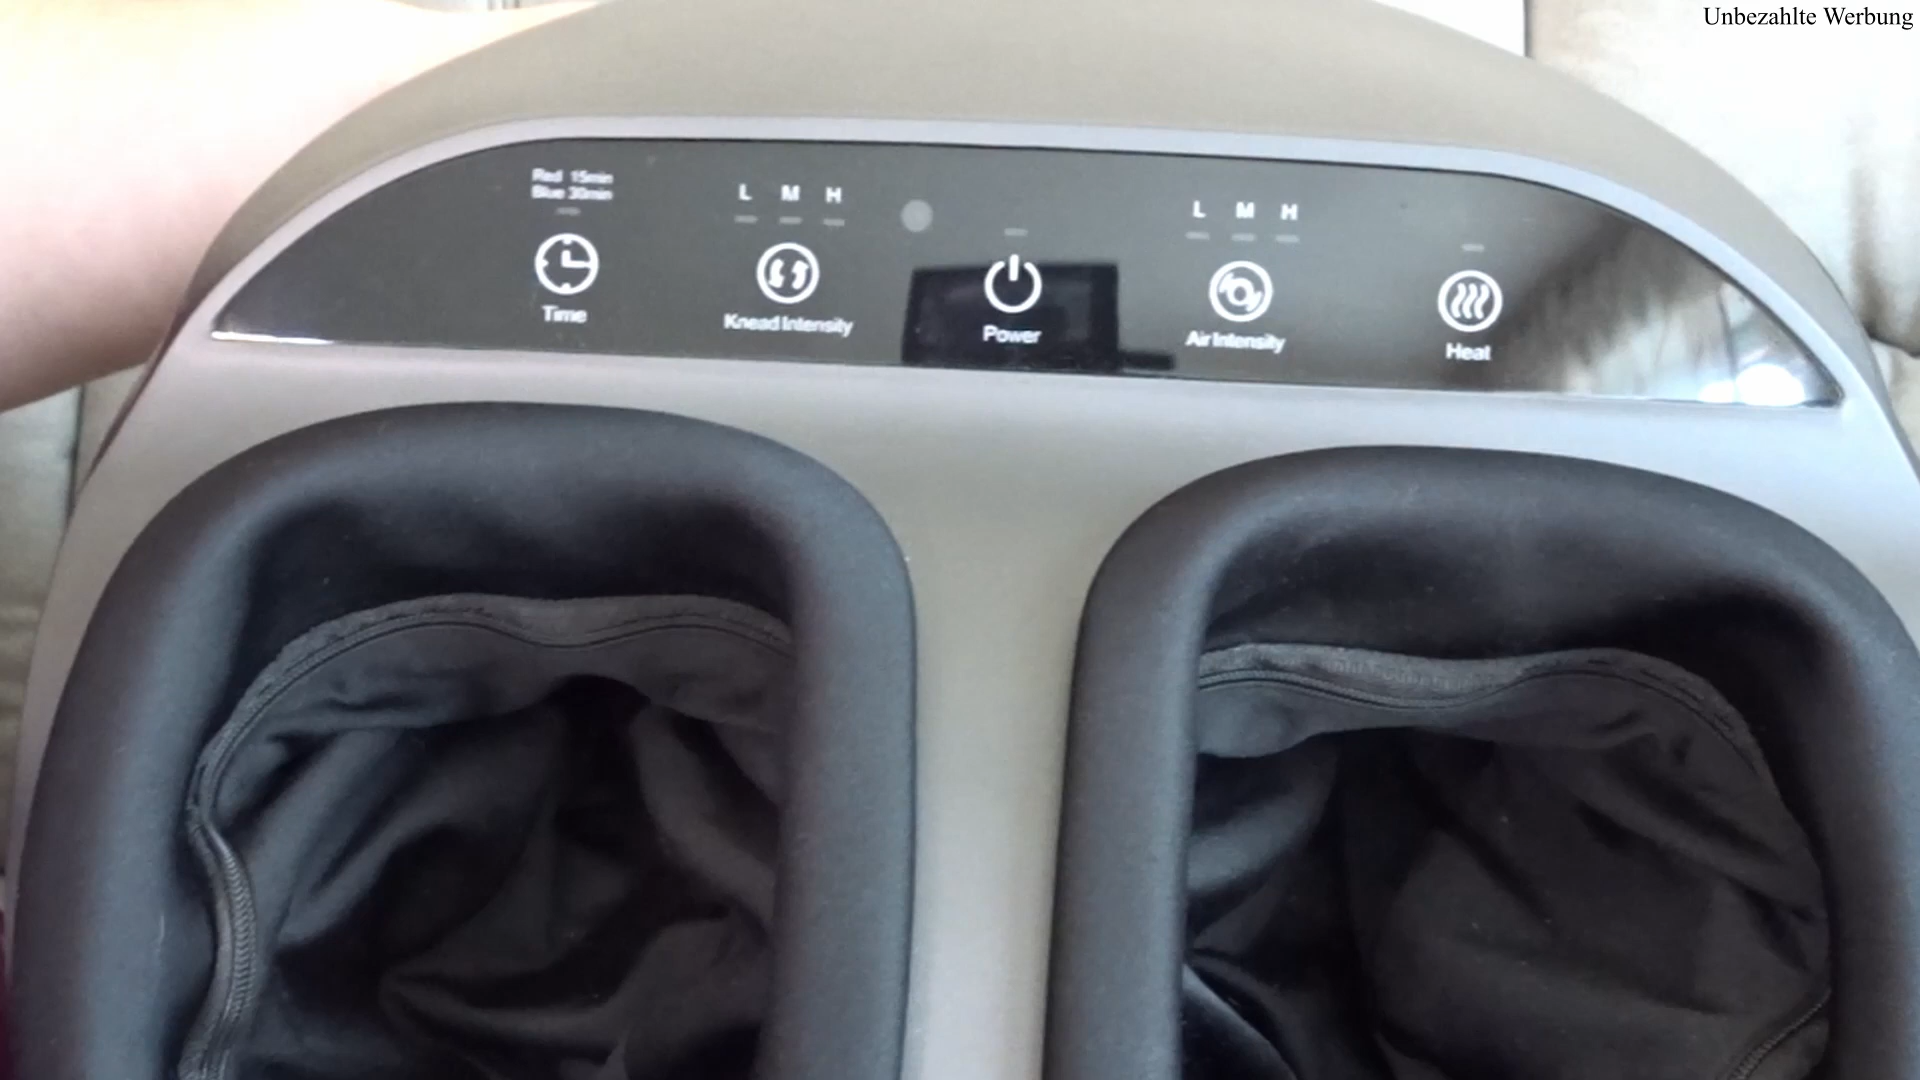 Unbezahlte Werbung
Red 15min
Blue 30min
L M H
L M H
Time
Knead Intensity
Power
Air Intensity
Heat